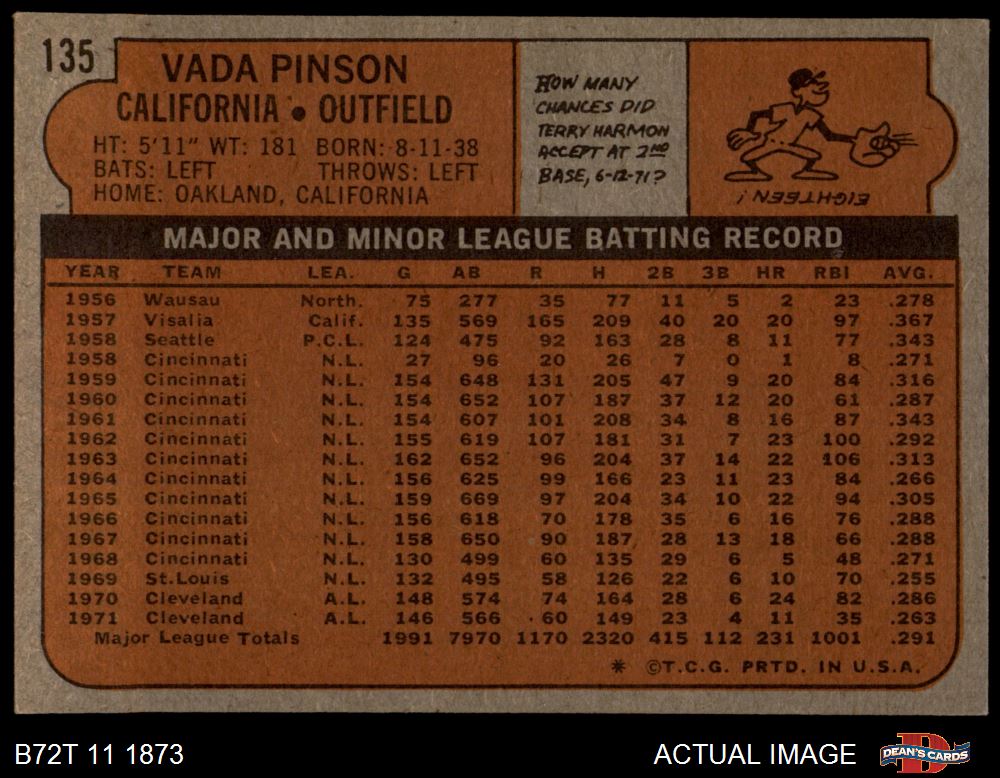 135
VADA PINSON
CALIFORNIA • OUTFIELD
HT: 5'11" WT: 181 BORN: 8-11-38
BATS: LEFT THROWS: LEFT
HOME: OAKLAND, CALIFORNIA
HOW MANY
CHANCES DID
TERRY HARMON
ACCEPT AT 2ND
BASE, 6-12-71?
EIGHTEEN!
MAJOR AND MINOR LEAGUE BATTING RECORD
YEAR TEAM LEA. G AB R H 2B 3B HR RBI AVG.
1956 Wausau North. 75 277 35 77 11 5 2 23 .278
1957 Visalia Calif. 135 569 165 209 40 20 20 97 .367
1958 Seattle P.C.L. 124 475 92 163 28 8 11 77 .343
1958 Cincinnati N.L. 27 96 20 26 7 0 1 8 .271
1959 Cincinnati N.L. 154 648 131 205 47 9 20 84 .316
1960 Cincinnati N.L. 154 652 107 187 37 12 20 61 .287
1961 Cincinnati N.L. 154 607 101 208 34 8 16 87 .343
1962 Cincinnati N.L. 155 619 107 181 31 7 23 100 .292
1963 Cincinnati N.L. 162 652 96 204 37 14 22 106 .313
1964 Cincinnati N.L. 156 625 99 166 23 11 23 84 .266
1965 Cincinnati N.L. 159 669 97 204 34 10 22 94 .305
1966 Cincinnati N.L. 156 618 70 178 35 6 16 76 .288
1967 Cincinnati N.L. 158 650 90 187 28 13 18 66 .288
1968 Cincinnati N.L. 130 499 60 135 29 6 5 48 .271
1969 St.Louis N.L. 132 495 58 126 22 6 10 70 .255
1970 Cleveland A.L. 148 574 74 164 28 6 24 82 .286
1971 Cleveland A.L. 146 566 60 149 23 4 11 35 .263
Major League Totals 1991 7970 1170 2320 415 112 231 1001 .291
* ©T.C.G. PRTD. IN U.S.A.
B72T 11 1873
ACTUAL IMAGE
DEAN'S CARDS